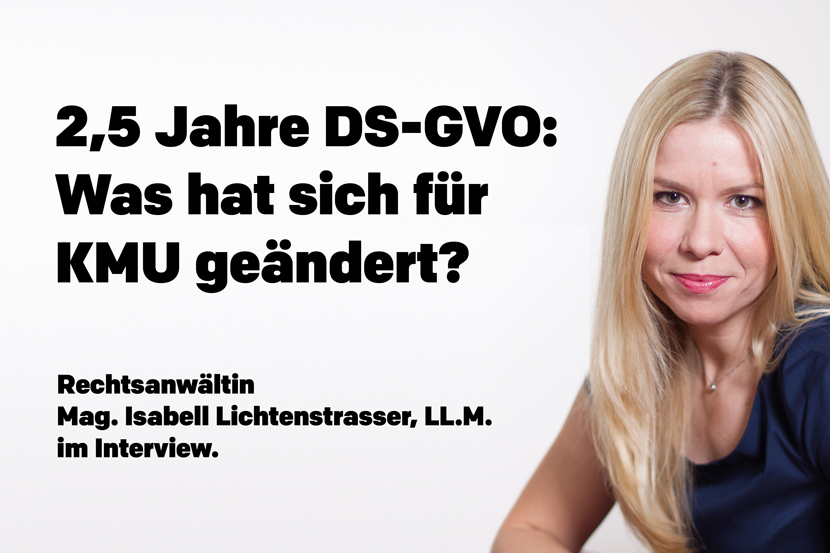 2,5 Jahre DS-GVO:
Was hat sich für
KMU geändert?
Rechtsanwältin
Mag. Isabell Lichtenstrasser, LL.M.
im Interview.